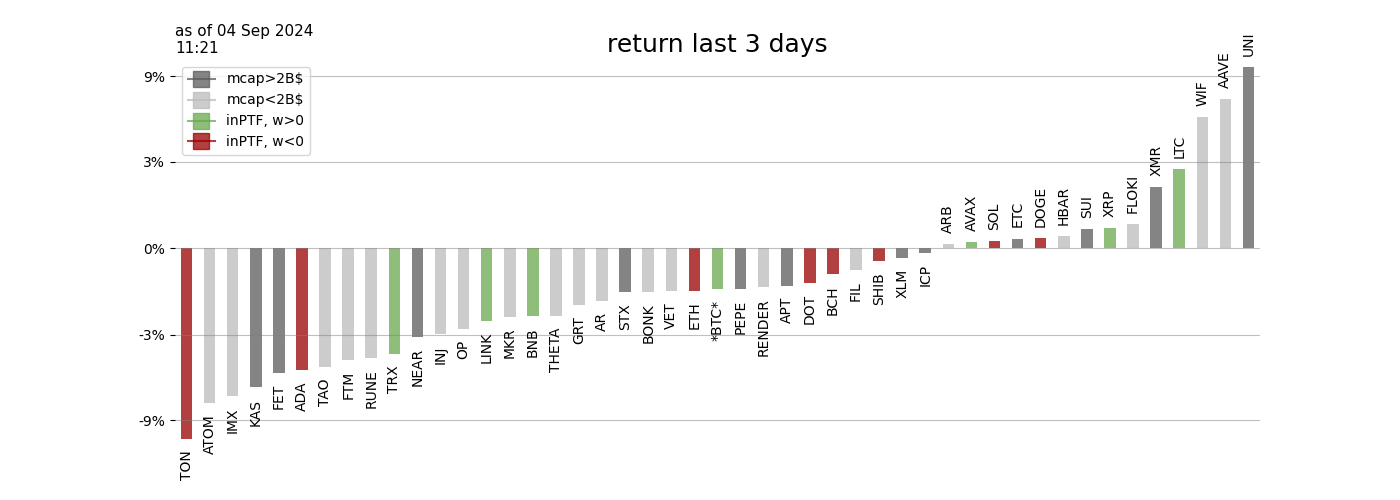 as of 04 Sep 2024
11:21
return last 3 days
mcap>2B$
mcap<2B$
inPTF, w>0
inPTF, w<0
9%
3%
0%
-3%
-9%
TON
ATOM
IMX
KAS
FET
ADA
TAO
FTM
RUNE
TRX
NEAR
INJ
OP
LINK
MKR
BNB
THETA
GRT
AR
STX
BONK
VET
ETH
*BTC*
PEPE
RENDER
APT
DOT
BCH
FIL
SHIB
XLM
ICP
ARB
AVAX
SOL
ETC
DOGE
HBAR
SUI
XRP
FLOKI
XMR
LTC
WIF
AAVE
UNI